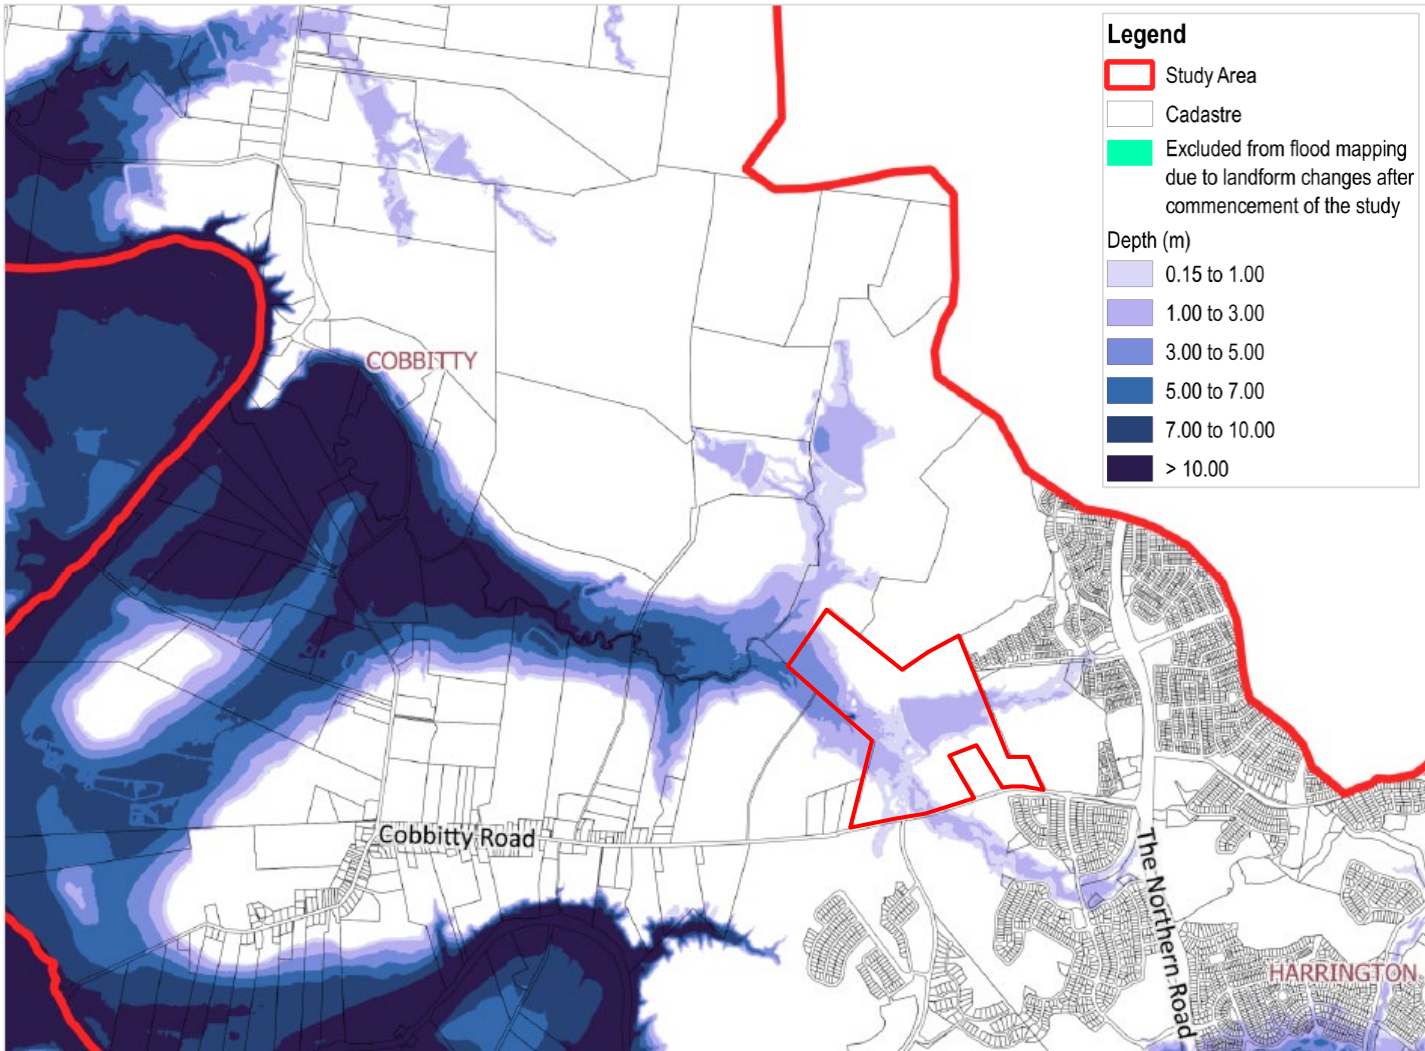 Legend
Study Area
Cadastre
Excluded from flood mapping
due to landform changes after
commencement of the study
Depth (m)
0.15 to 1.00
1.00 to 3.00
3.00 to 5.00
5.00 to 7.00
7.00 to 10.00
> 10.00
COBBITTY
Cobbitty Road
The Northern Road
HARRINGTON